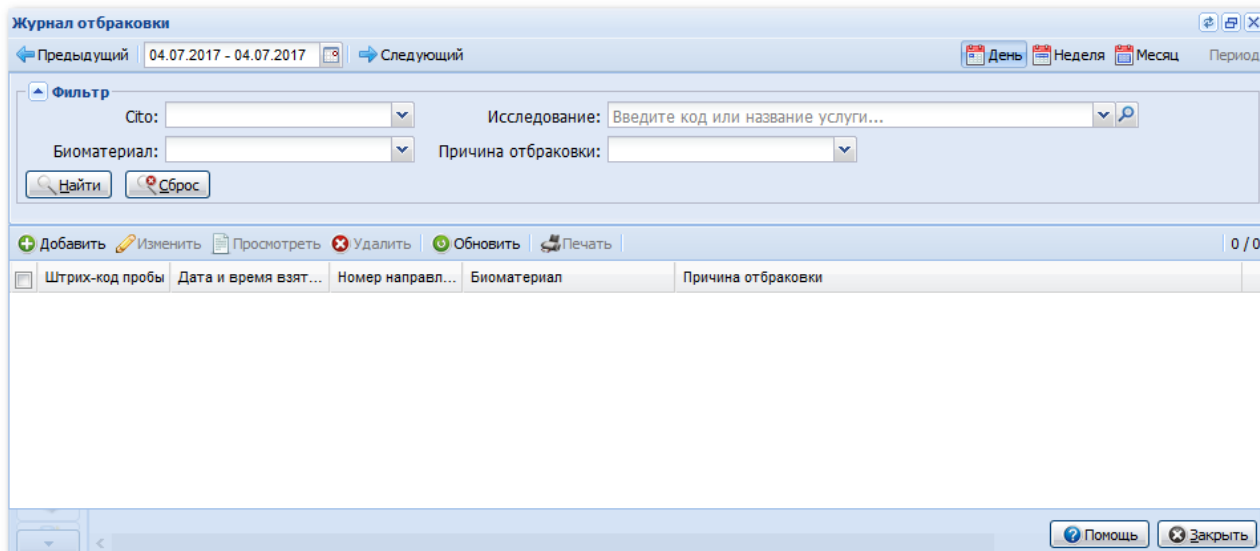 Журнал отбраковки
Предыдущий 04.07.2017 - 04.07.2017 Следующий День Неделя Месяц Период
Фильтр
Cito: Исследование: Введите код или название услуги...
Биоматериал: Причина отбраковки:
Найти Сброс
Добавить Изменить Просмотреть Удалить Обновить Печать 0 / 0
Штрих-код пробы Дата и время взят... Номер направл... Биоматериал Причина отбраковки
Помощь Закрыть